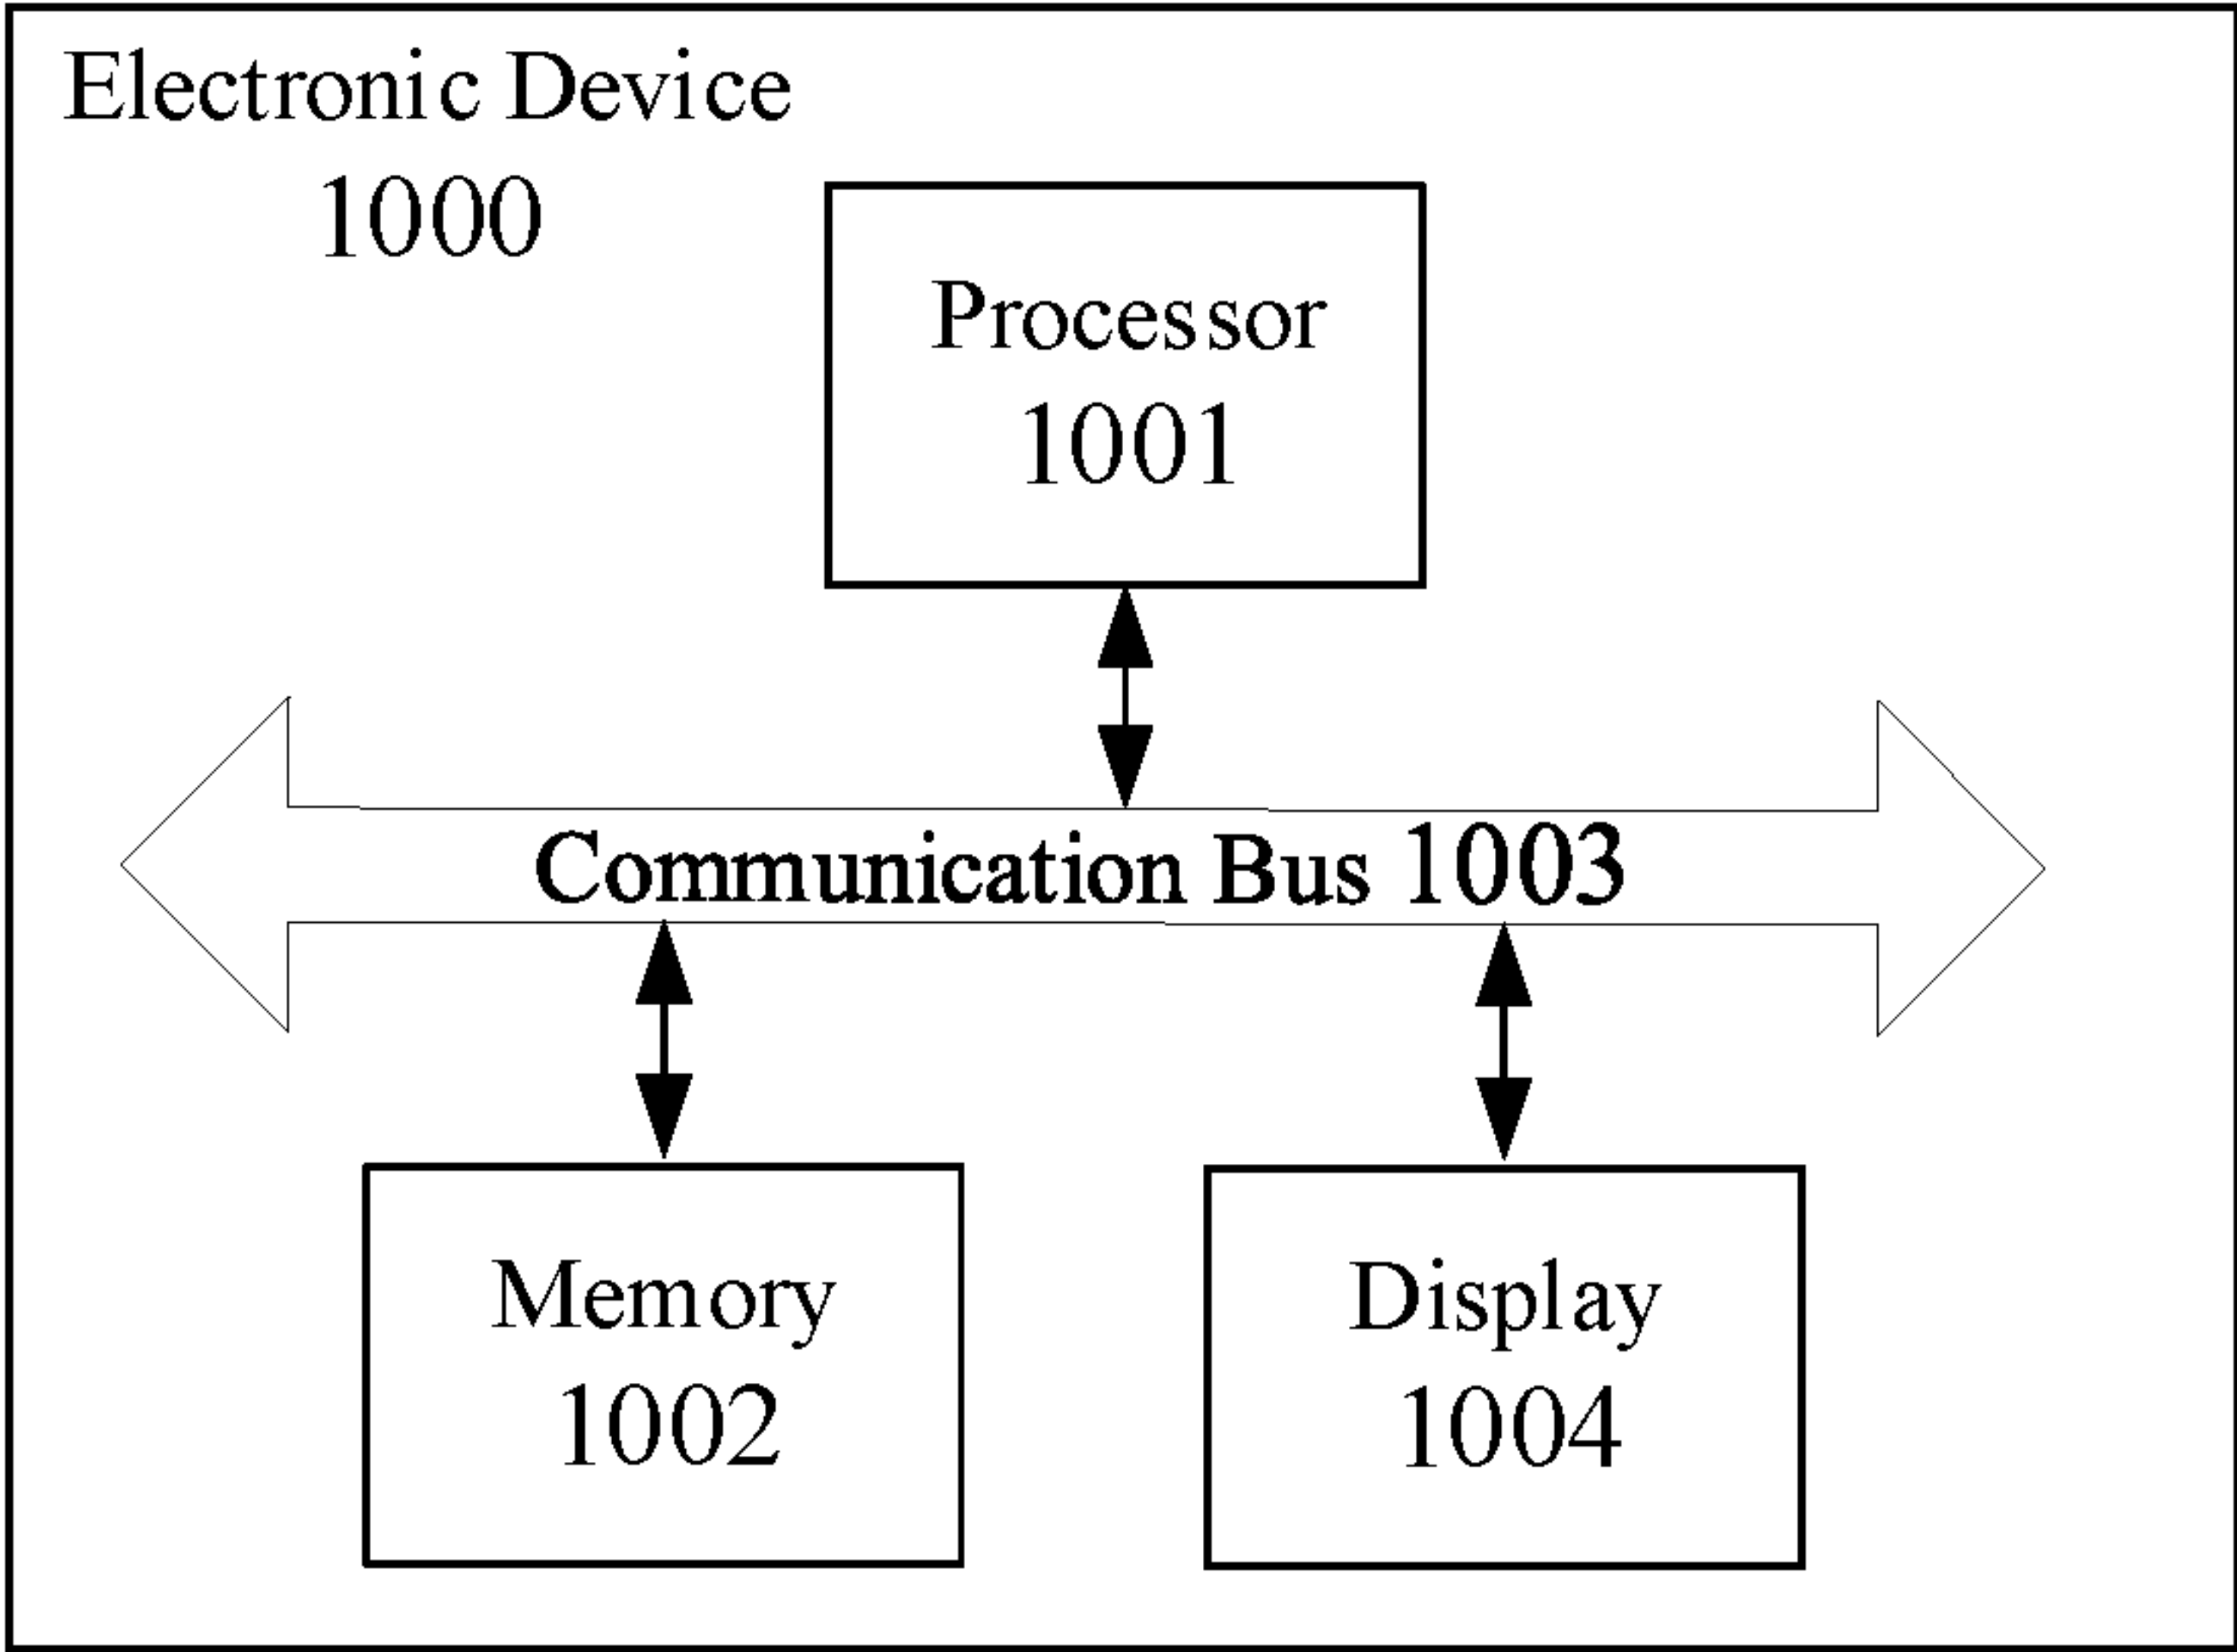 Electronic Device
1000
Processor
1001
Communication Bus 1003
Memory
1002
Display
1004